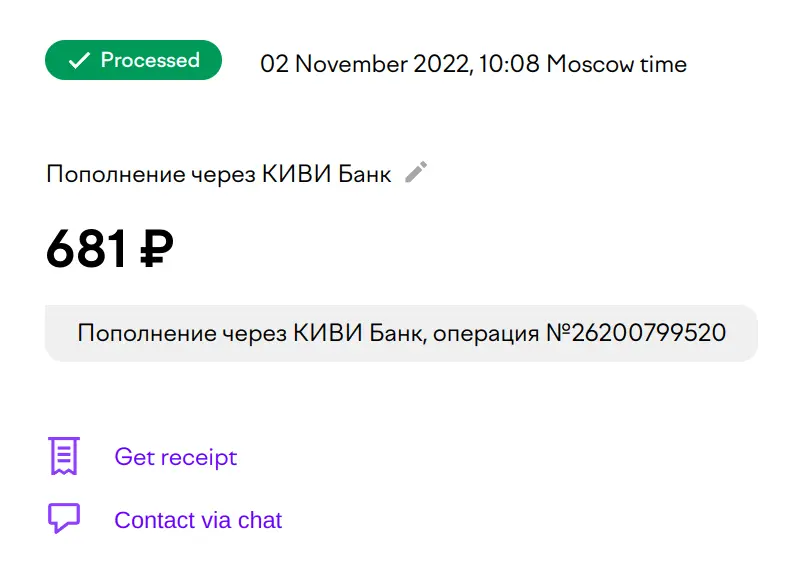 Processed
02 November 2022, 10:08 Moscow time
Пополнение через КИВИ Банк
681 ₽
Пополнение через КИВИ Банк, операция №26200799520
Get receipt
Contact via chat